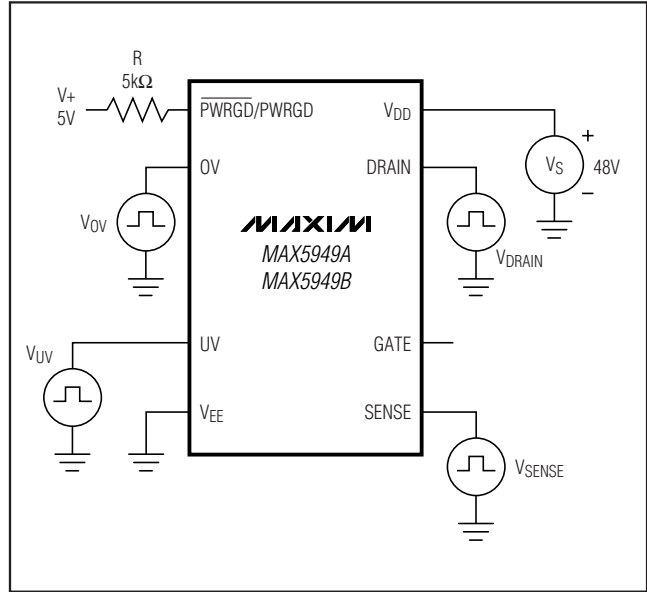 R
5kΩ
V+
5V
PWRGD/PWRGD
VDD
OV
DRAIN
VS
+
48V
–
VOV
MAXIM
MAX5949A
MAX5949B
VDRAIN
VUV
UV
GATE
VEE
SENSE
VSENSE